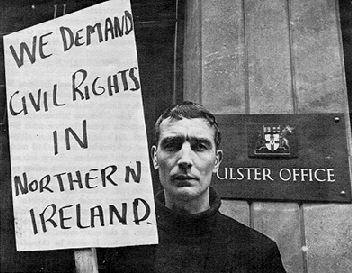 WE DEMAND
CIVIL RIGHTS
IN
NORTHERN
IRELAND.
ULSTER OFFICE